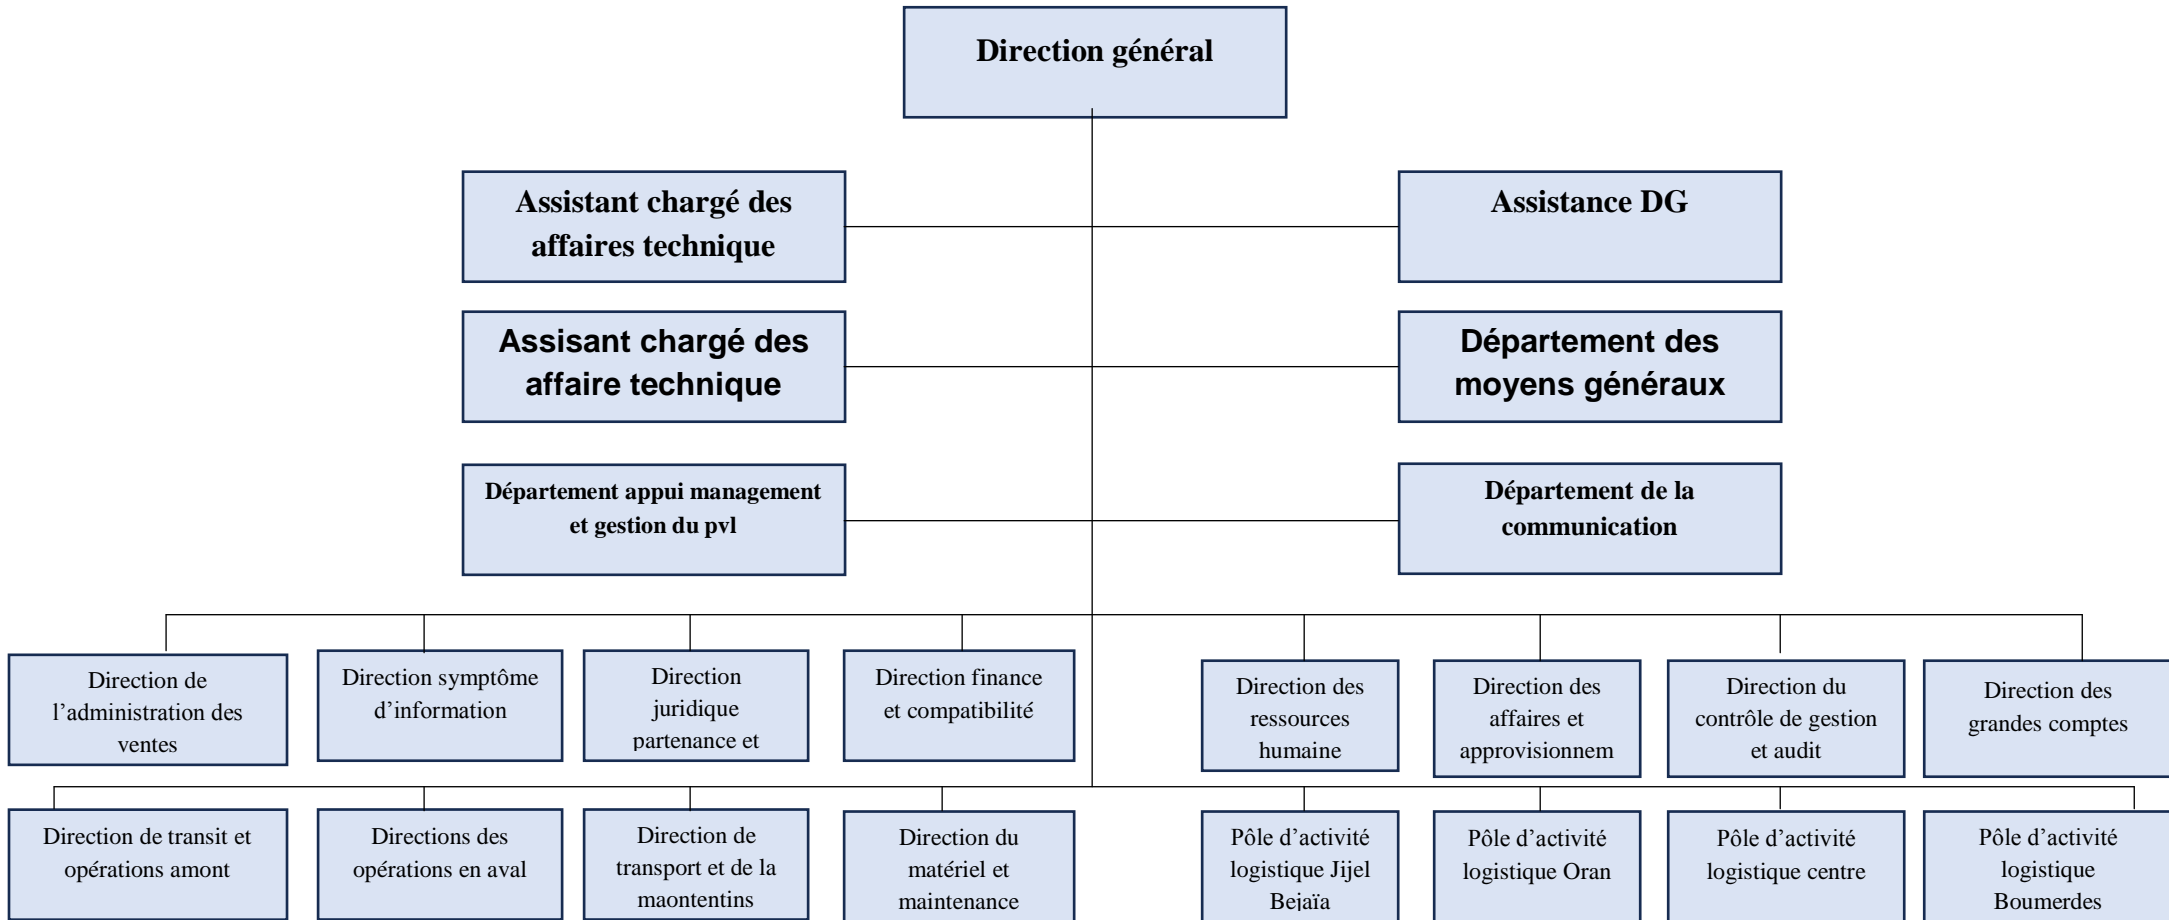 Direction général
Assistant chargé des
affaires technique
Assistance DG
Assisant chargé des
affaire technique
Département des
moyens généraux
Département appui management
et gestion du pvl
Département de la
communication
Direction de
l’administration des
ventes
Direction symptôme
d’information
Direction
juridique
partenance et
Direction finance
et compatibilité
Direction des
ressources
humaine
Direction des
affaires et
approvisionnem
Direction du
contrôle de gestion
et audit
Direction des
grandes comptes
Direction de transit et
opérations amont
Directions des
opérations en aval
Direction de
transport et de la
maontentins
Direction du
matériel et
maintenance
Pôle d’activité
logistique Jijel
Bejaïa
Pôle d’activité
logistique Oran
Pôle d’activité
logistique centre
Pôle d’activité
logistique
Boumerdes